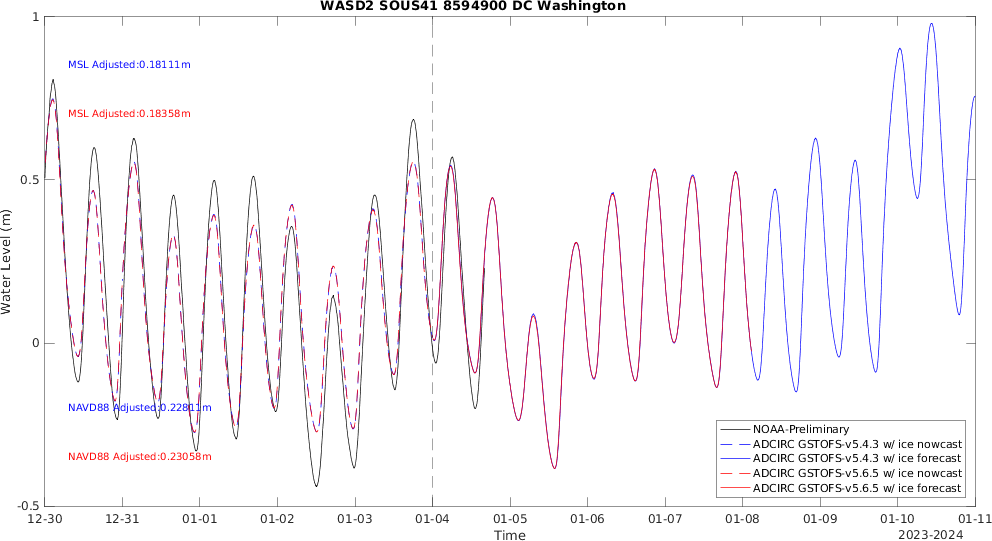 WASD2 SOUS41 8594900 DC Washington
1
0.5
0
-0.5
Water Level (m)
MSL Adjusted:0.18111m
MSL Adjusted:0.18358m
NAVD88 Adjusted:0.22811m
NAVD88 Adjusted:0.23058m
NOAA-Preliminary
ADCIRC GSTOFS-v5.4.3 w/ ice nowcast
ADCIRC GSTOFS-v5.4.3 w/ ice forecast
ADCIRC GSTOFS-v5.6.5 w/ ice nowcast
ADCIRC GSTOFS-v5.6.5 w/ ice forecast
12-30 12-31 01-01 01-02 01-03 01-04 01-05 01-06 01-07 01-08 01-09 01-10 01-11
Time
2023-2024